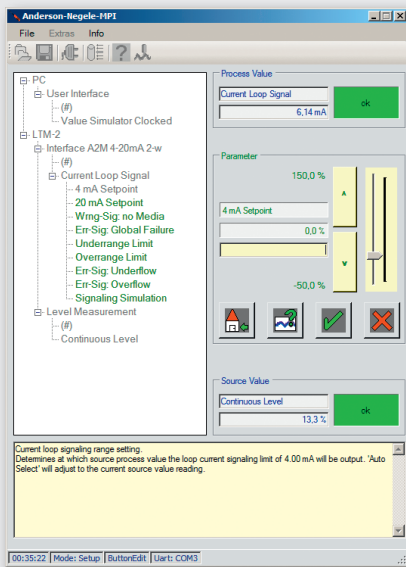 Anderson-Negele-MPI
File Extras Info
PC
User Interface
(#)
Value Simulator Clocked
LTM-2
Interface A2M 4-20mA 2-w
(#)
Current Loop Signal
4 mA Setpoint
20 mA Setpoint
Wrng-Sig: no Media
Err-Sig: Global Failure
Underrange Limit
Overrange Limit
Err-Sig: Underflow
Err-Sig: Overflow
Signaling Simulation
Level Measurement
(#)
Continuous Level
Process Value
Current Loop Signal
6,14 mA
ok
Parameter
150,0 %
4 mA Setpoint
0,0 %
-50,0 %
Source Value
Continuous Level
13,3 %
ok
Current loop signaling range setting.
Determines at which source process value the loop current signaling limit of 4.00 mA will be output. 'Auto
Select' will adjust to the current source value reading.
00:35:22 Mode: Setup ButtonEdit Uart: COM3